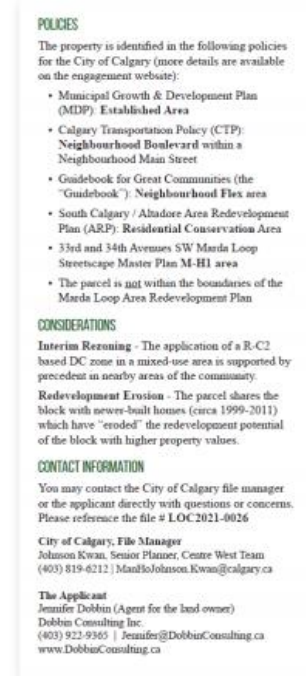 POLICIES
The property is identified in the following policies
for the City of Calgary (more details are available
on the engagement website):
• Municipal Growth & Development Plan
(MDP): Established Area
• Calgary Transportation Policy (CTP):
Neighbourhood Boulevard within a
Neighbourhood Main Street
• Guidebook for Great Communities (the
"Guidebook"): Neighbourhood Flex area
• South Calgary / Altadore Area Redevelopment
Plan (ARP): Residential Conservation Area
• 33rd and 34th Avenues SW Marda Loop
Streetscape Master Plan M-H1 area
• The parcel is not within the boundaries of the
Marda Loop Area Redevelopment Plan
CONSIDERATIONS
Interim Rezoning - The application of a R-C2
based DC zone in a mixed-use area is supported by
precedent in nearby areas of the community.
Redevelopment Erosion - The parcel shares the
block with newer-built homes (circa 1999-2011)
which have "eroded" the redevelopment potential
of the block with higher property values.
CONTACT INFORMATION
You may contact the City of Calgary file manager
or the applicant directly with questions or concerns.
Please reference the file # LOC2021-0026
City of Calgary, File Manager
Johnson Kwan, Senior Planner, Centre West Team
(403) 819-6212 | ManHoJohnson.Kwan@calgary.ca
The Applicant
Jennifer Dobbin (Agent for the land owner)
Dobbin Consulting Inc.
(403) 922-9365 | Jennifer@DobbinConsulting.ca
www.DobbinConsulting.ca